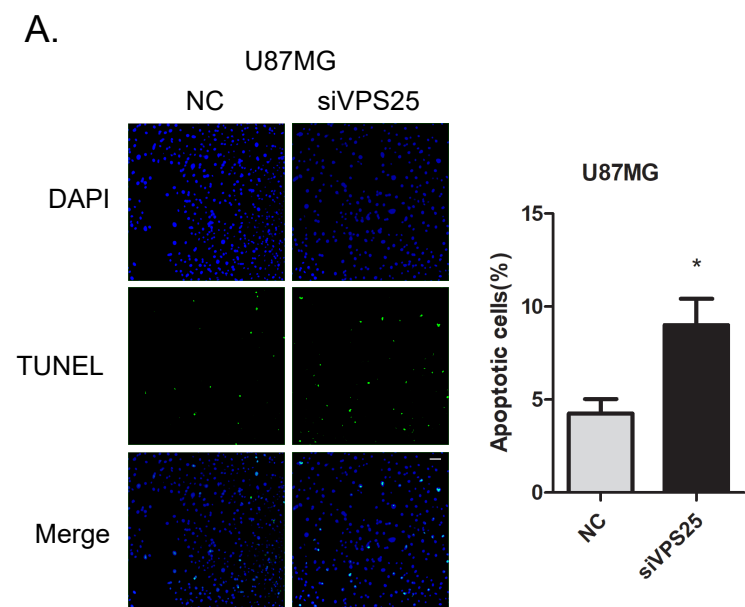 A.
U87MG
NC siVPS25
DAPI
TUNEL
Merge
U87MG
Apoptotic cells(%)
15
10
5
0
*
NC
siVPS25